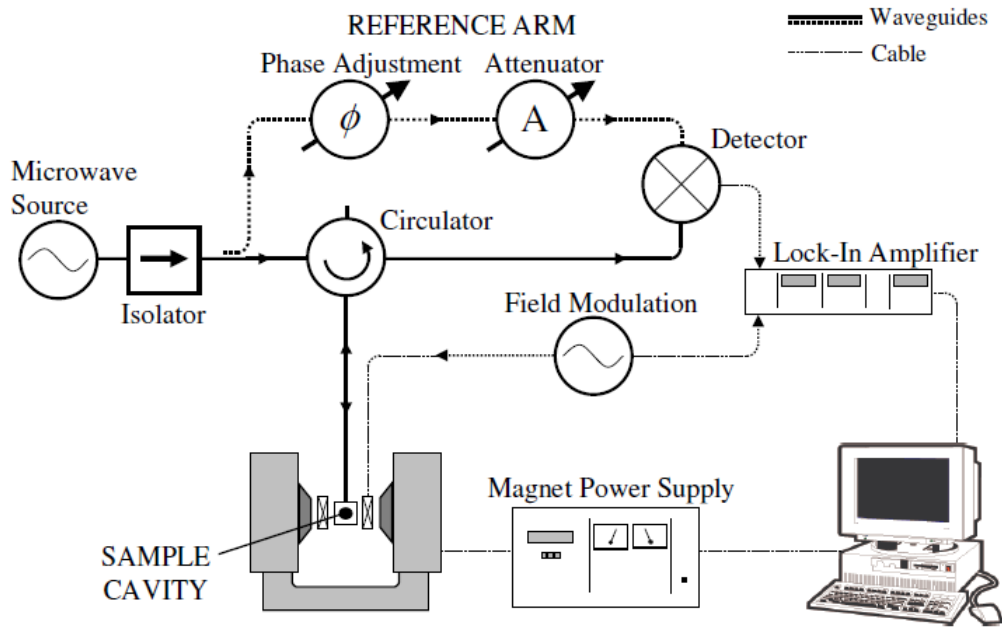 REFERENCE ARM
Waveguides
Cable
Phase Adjustment
Attenuator
ϕ
A
Detector
Microwave
Source
Circulator
Isolator
Lock-In Amplifier
Field Modulation
Magnet Power Supply
SAMPLE
CAVITY